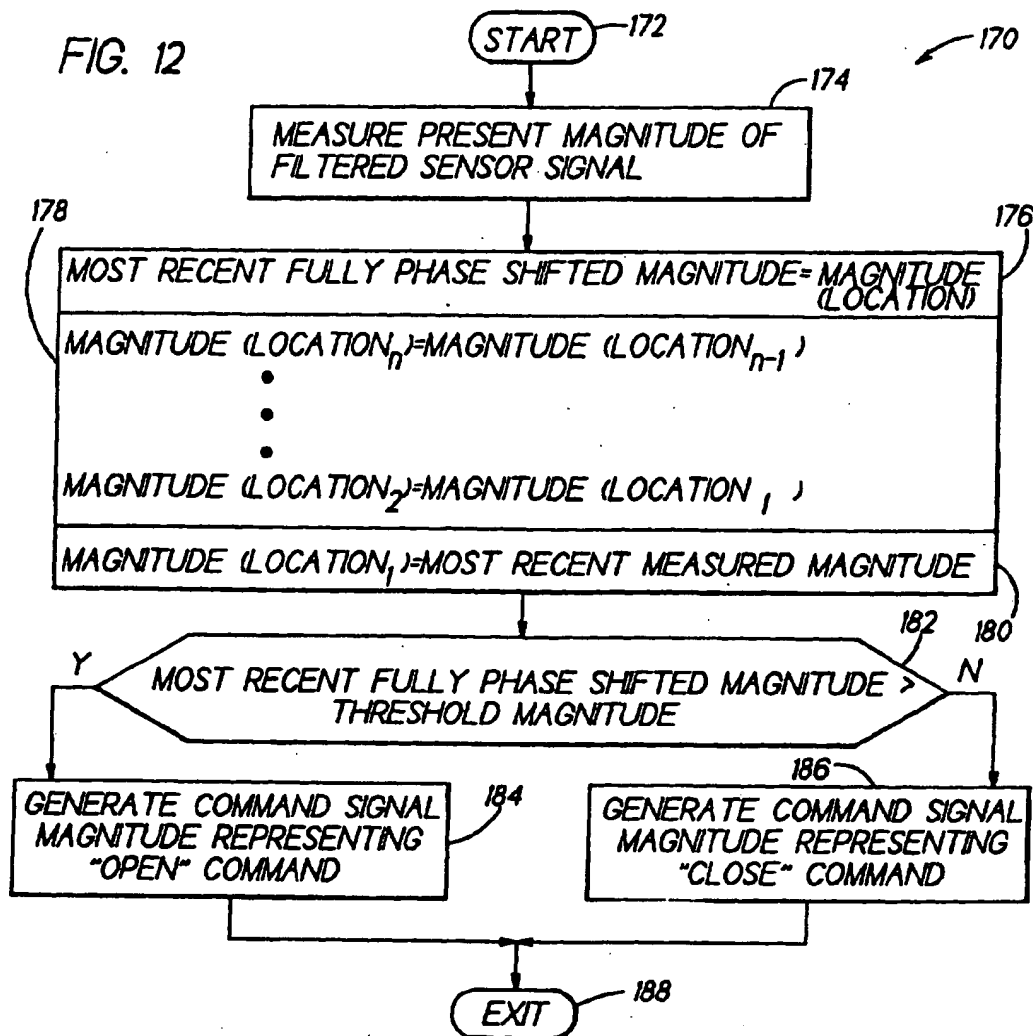 FIG. 12
START
172
170
174
MEASURE PRESENT MAGNITUDE OF
FILTERED SENSOR SIGNAL
178
176
MOST RECENT FULLY PHASE SHIFTED MAGNITUDE= MAGNITUDE
(LOCATION)
MAGNITUDE (LOCATIONn)=MAGNITUDE (LOCATIONn-1)
MAGNITUDE (LOCATION2)=MAGNITUDE (LOCATION 1 )
MAGNITUDE (LOCATION1)=MOST RECENT MEASURED MAGNITUDE
180
182
Y
N
MOST RECENT FULLY PHASE SHIFTED MAGNITUDE >
THRESHOLD MAGNITUDE
184
GENERATE COMMAND SIGNAL
MAGNITUDE REPRESENTING
"OPEN" COMMAND
186
GENERATE COMMAND SIGNAL
MAGNITUDE REPRESENTING
"CLOSE" COMMAND
EXIT
188